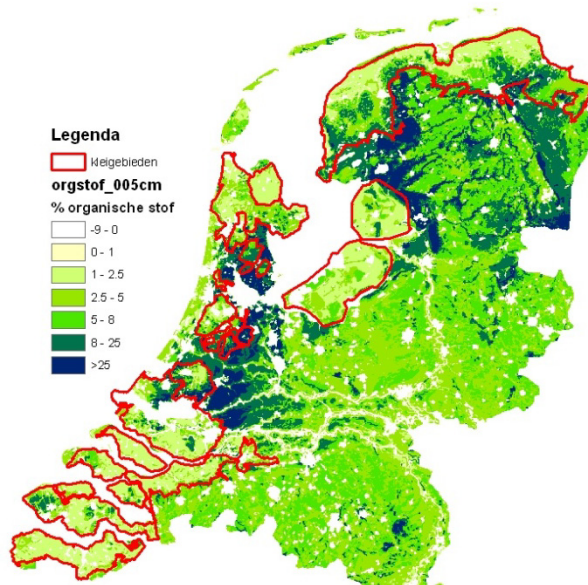 Legenda
kleigebieden
orgstof_005cm
% organische stof
-9 - 0
0 - 1
1 - 2.5
2.5 - 5
5 - 8
8 - 25
>25